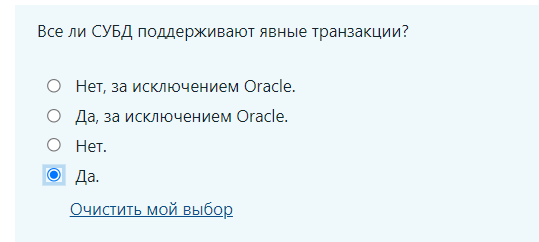 Все ли СУБД поддерживают явные транзакции?
Нет, за исключением Oracle.
Да, за исключением Oracle.
Нет.
Да.
Очистить мой выбор